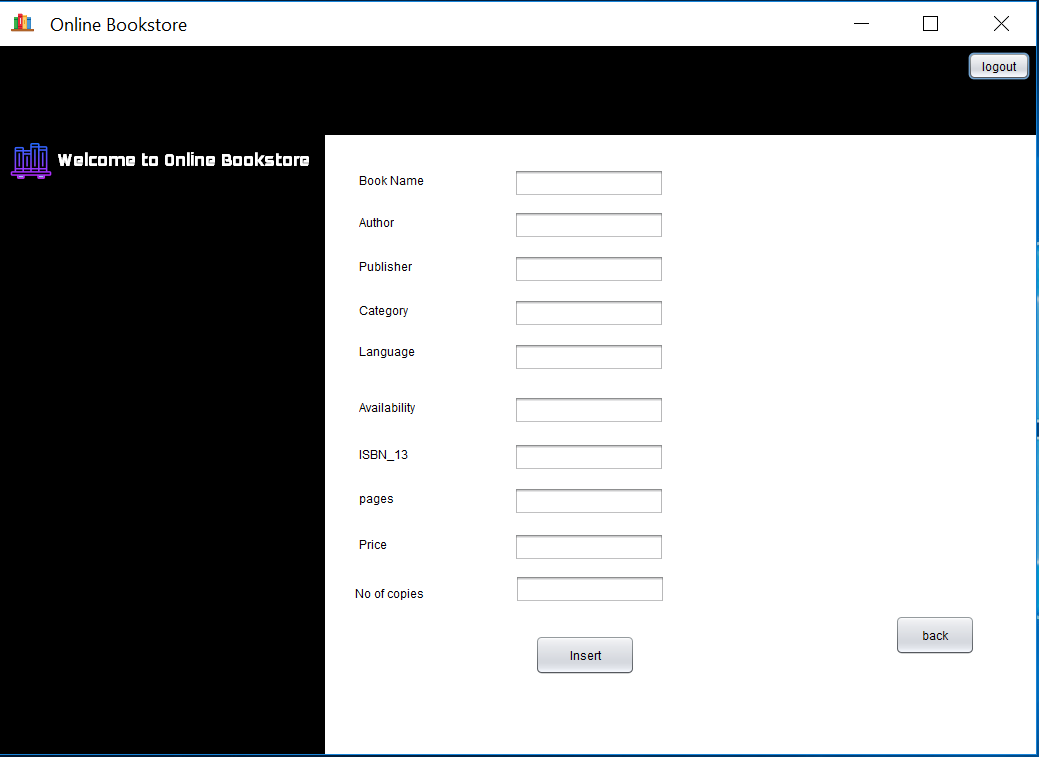 Online Bookstore
logout
Welcome to Online Bookstore
Book Name
Author
Publisher
Category
Language
Availability
ISBN_13
pages
Price
No of copies
back
Insert